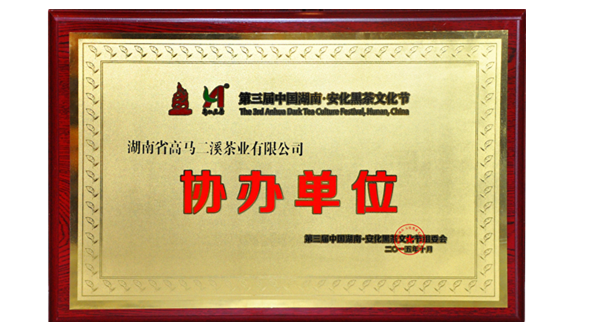 第三届中国湖南·安化黑茶文化节
The 3rd Anhua Dark Tea Culture Festival, Hunan, China
湖南省高马二溪茶业有限公司
协办单位
第三届中国湖南·安化黑茶文化节组委会
二〇一五年十月